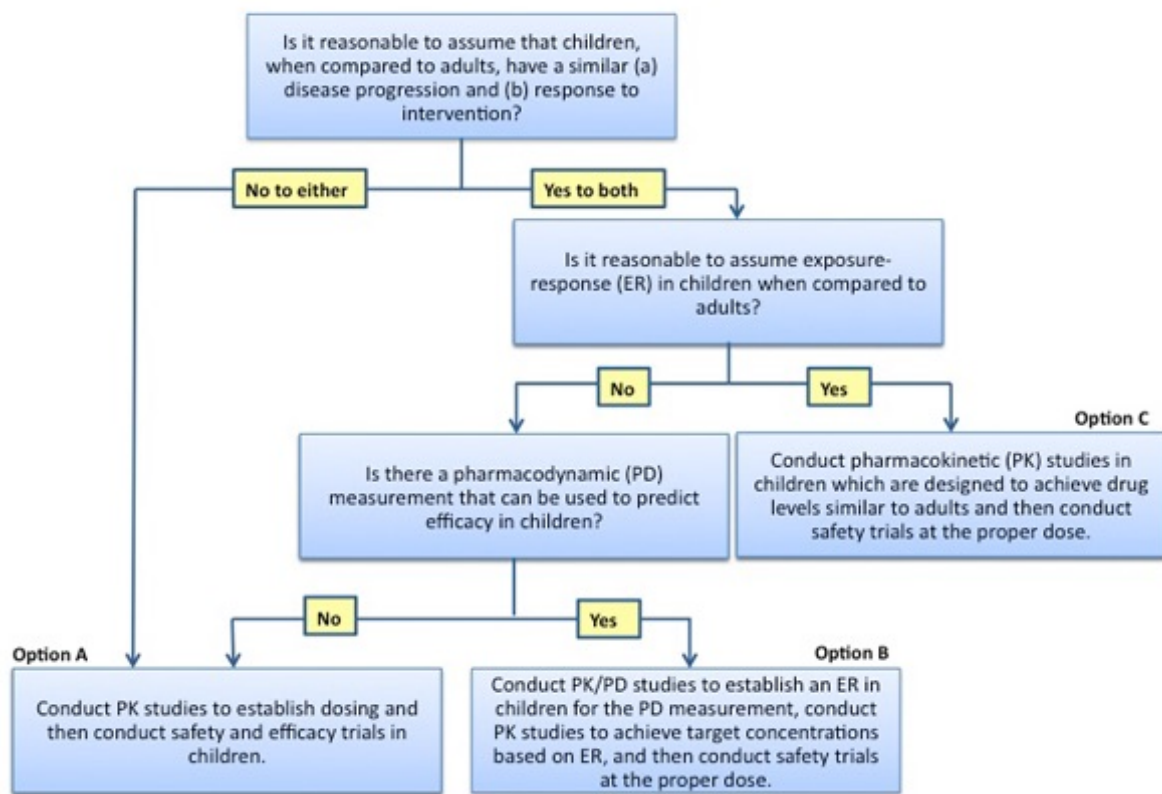 Is it reasonable to assume that children,
when compared to adults, have a similar (a)
disease progression and (b) response to
intervention?
No to either
Yes to both
Is it reasonable to assume exposure-
response (ER) in children when compared to
adults?
No
Yes
Option C
Is there a pharmacodynamic (PD)
measurement that can be used to predict
efficacy in children?
Conduct pharmacokinetic (PK) studies in
children which are designed to achieve drug
levels similar to adults and then conduct
safety trials at the proper dose.
No
Yes
Option A
Option B
Conduct PK studies to establish dosing and
then conduct safety and efficacy trials in
children.
Conduct PK/PD studies to establish an ER in
children for the PD measurement, conduct
PK studies to achieve target concentrations
based on ER, and then conduct safety trials
at the proper dose.